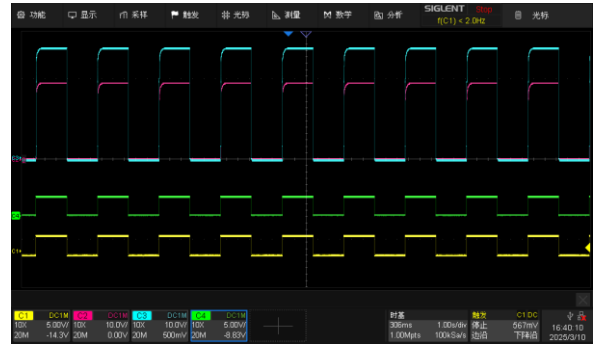 功能 显示 采样 触发 光标 测量 M 数学 分析 SIGLENT Stop 光标
f(C1) < 2.0Hz
C4
C1
C1 DC1M C2 DC1M C3 DC1M C4 DC1M 时基 触发 C1 DC
10X 5.00V/ 10X 10.0V/ 10X 10.0V/ 10X 5.00V/ 306ms 1.00s/div 停止 567mV 16:40:10
20M -14.3V 20M 0.00V 20M 500mV 20M -8.83V 1.00Mpts 100kSa/s 边沿 下降沿 2025/3/10